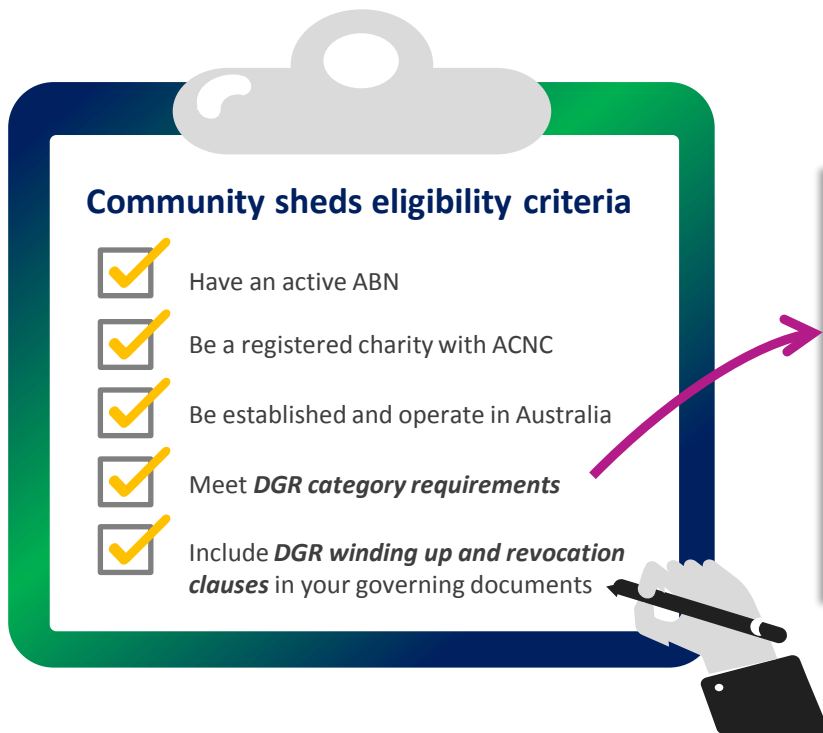 Community sheds eligibility criteria
Have an active ABN
Be a registered charity with ACNC
Be established and operate in Australia
Meet DGR category requirements
Include DGR winding up and revocation
clauses in your governing documents